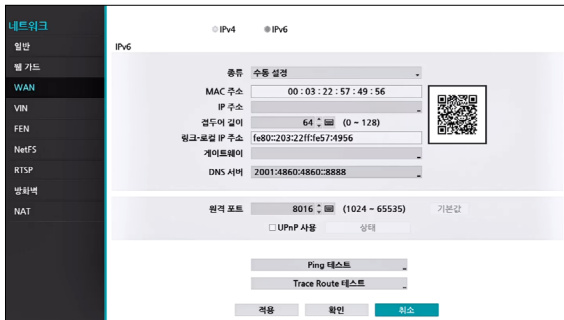 네트워크
일반
웹 가드
WAN
VIN
FEN
NetFS
RTSP
방화벽
NAT
IPv4 IPv6
IPv6
종류 수동 설정
MAC 주소 00 : 03 : 22 : 57 : 49 : 56
IP 주소
접두어 길이 64 (0 ~ 128)
링크-로컬 IP 주소 fe80::203:22ff:fe57:4956
게이트웨이
DNS 서버 2001:4860:4860::8888
원격 포트 8016 (1024 ~ 65535) 기본값
UPnP 사용 상태
Ping 테스트
Trace Route 테스트
적용 확인 취소